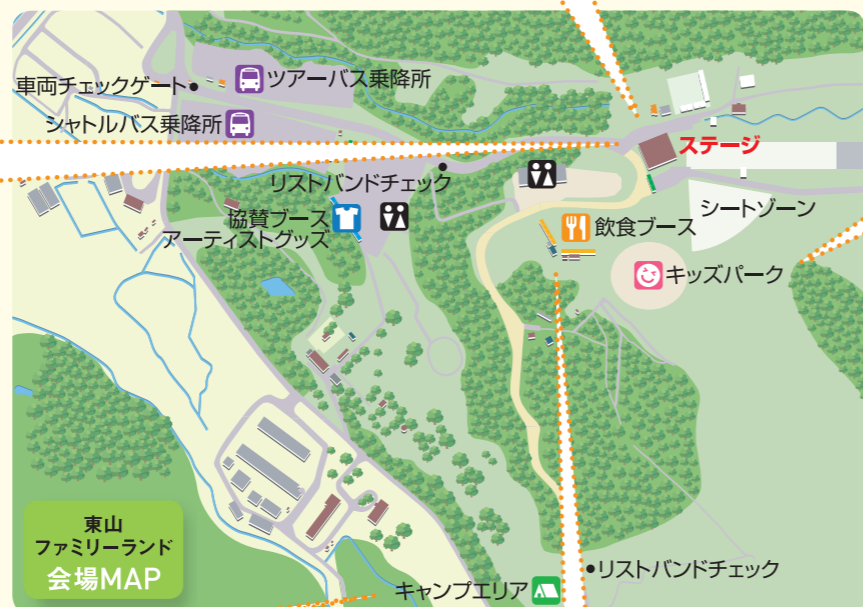 車両チェックゲート
ツアーバス乗降所
シャトルバス乗降所
ステージ
リストバンドチェック
シートゾーン
協賛ブース
アーティストグッズ
飲食ブース
キッズパーク
東山
ファミリーランド
会場MAP
リストバンドチェック
キャンプエリア